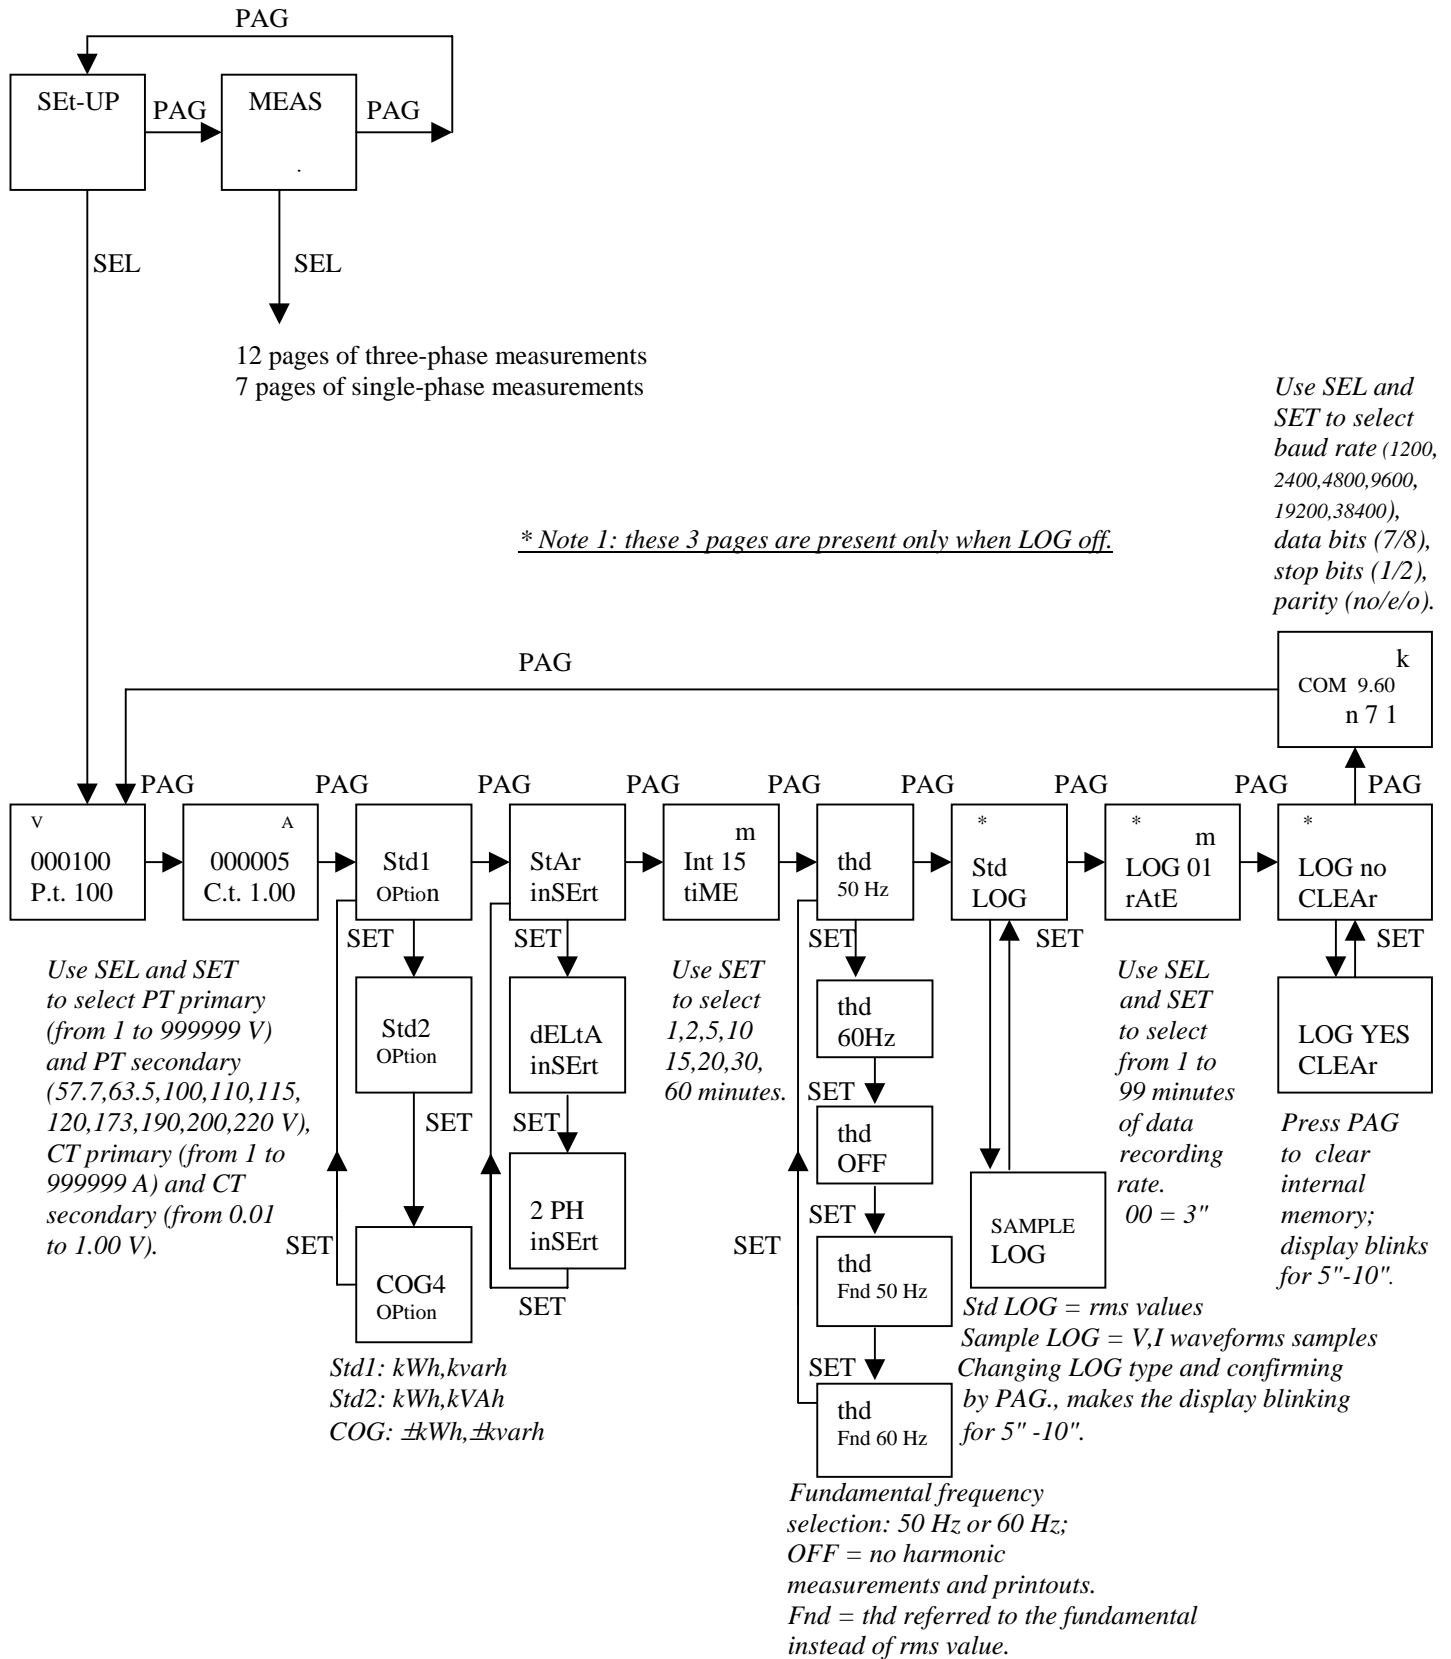 PAG
SEt-UP
PAG
MEAS
.
PAG
SEL
SEL
12 pages of three-phase measurements
7 pages of single-phase measurements
Use SEL and
SET to select
baud rate (1200,
2400,4800,9600,
19200,38400),
data bits (7/8),
stop bits (1/2),
parity (no/e/o).
* Note 1: these 3 pages are present only when LOG off.
PAG
k
COM 9.60
n 7 1
PAG
PAG
PAG
PAG
PAG
PAG
PAG
PAG
PAG
V
000100
P.t. 100
A
000005
C.t. 1.00
Std1
OPtion
StAr
inSErt
m
Int 15
tiME
thd
50 Hz
*
Std
LOG
*
m
LOG 01
rAtE
*
LOG no
CLEAr
SET
SET
SET
SET
SET
Use SEL and SET
to select PT primary
(from 1 to 999999 V)
and PT secondary
(57.7,63.5,100,110,115,
120,173,190,200,220 V),
CT primary (from 1 to
999999 A) and CT
secondary (from 0.01
to 1.00 V).
Std2
OPtion
SET
COG4
OPtion
SET
Std1: kWh,kvarh
Std2: kWh,kVAh
COG: ±kWh,±kvarh
dELtA
inSErt
SET
2 PH
inSErt
SET
Use SET
to select
1,2,5,10
15,20,30,
60 minutes.
thd
60Hz
SET
thd
OFF
SET
SET
thd
Fnd 50 Hz
SET
thd
Fnd 60 Hz
Fundamental frequency
selection: 50 Hz or 60 Hz;
OFF = no harmonic
measurements and printouts.
Fnd = thd referred to the fundamental
instead of rms value.
SAMPLE
LOG
Std LOG = rms values
Sample LOG = V,I waveforms samples
Changing LOG type and confirming
by PAG., makes the display blinking
for 5" -10".
Use SEL
and SET
to select
from 1 to
99 minutes
of data
recording
rate.
00 = 3"
LOG YES
CLEAr
Press PAG
to clear
internal
memory;
display blinks
for 5"-10".